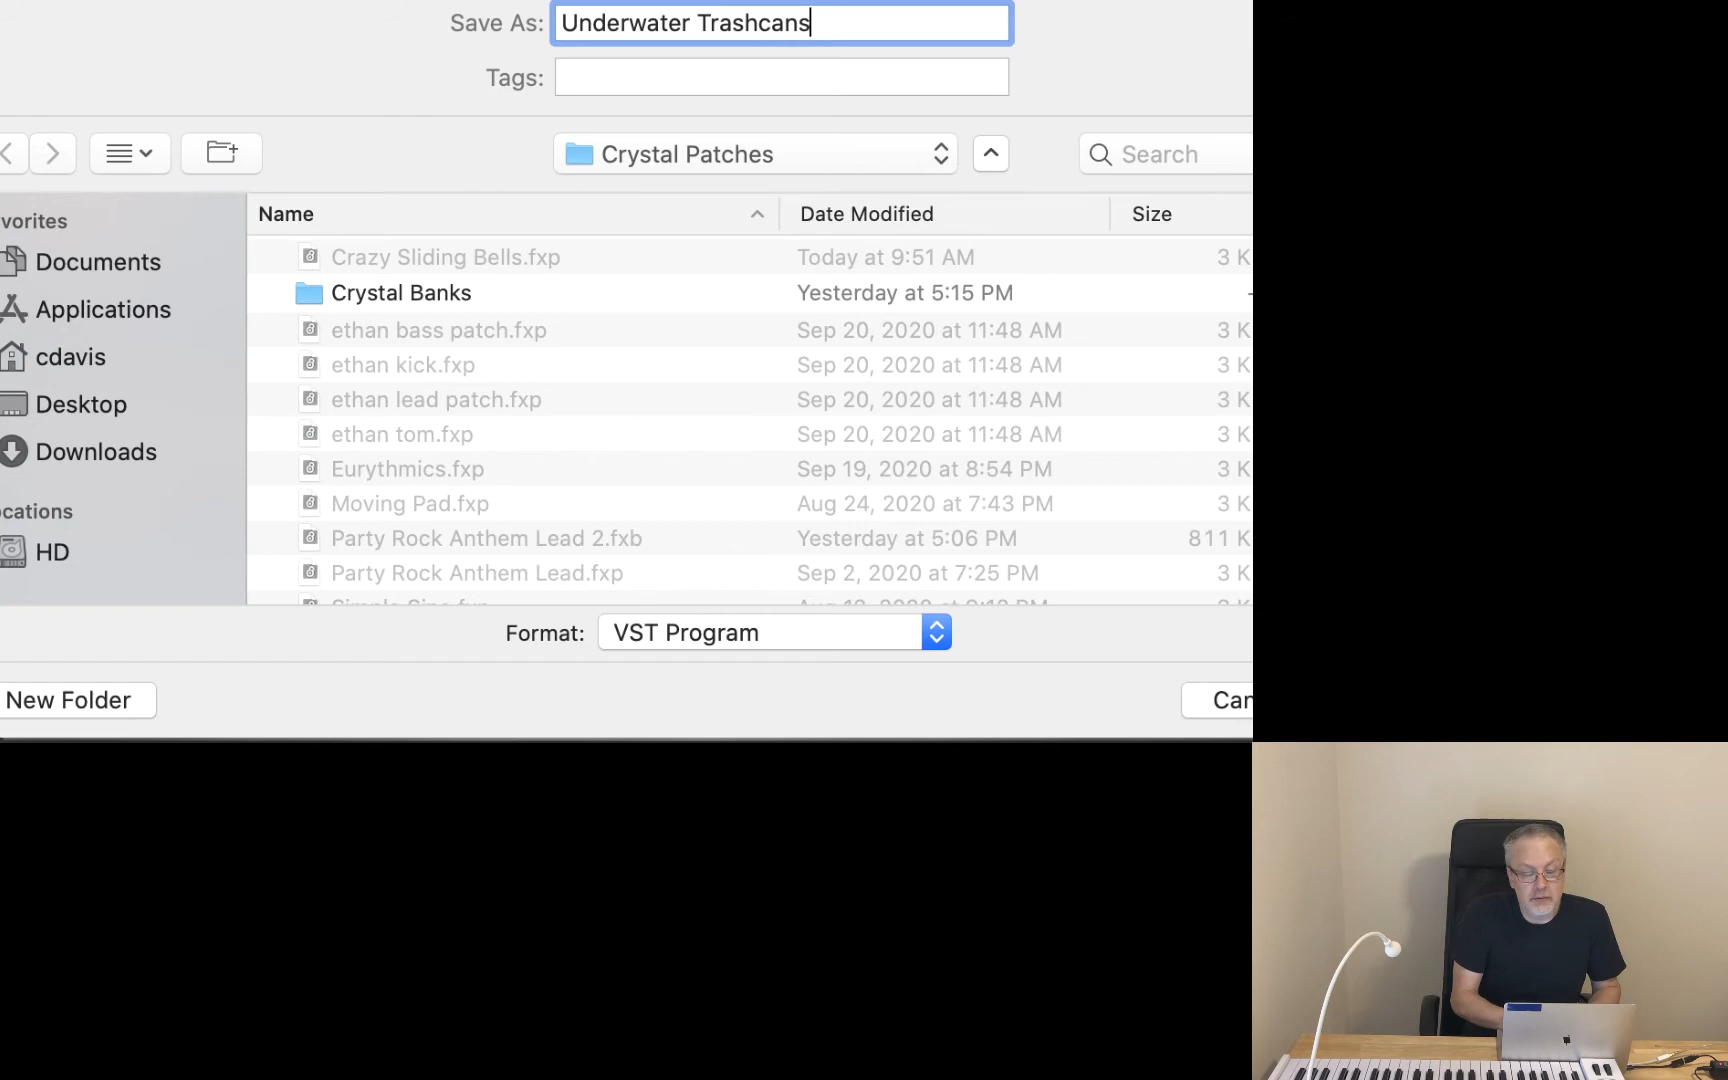 Save As: Underwater Trashcans
Tags:
Crystal Patches
Search
vorites
Documents
Applications
cdavis
Desktop
Downloads
ocations
HD
Name Date Modified Size
Crazy Sliding Bells.fxp Today at 9:51 AM 3 K
Crystal Banks Yesterday at 5:15 PM -
ethan bass patch.fxp Sep 20, 2020 at 11:48 AM 3 K
ethan kick.fxp Sep 20, 2020 at 11:48 AM 3 K
ethan lead patch.fxp Sep 20, 2020 at 11:48 AM 3 K
ethan tom.fxp Sep 20, 2020 at 11:48 AM 3 K
Eurythmics.fxp Sep 19, 2020 at 8:54 PM 3 K
Moving Pad.fxp Aug 24, 2020 at 7:43 PM 3 K
Party Rock Anthem Lead 2.fxb Yesterday at 5:06 PM 811 K
Party Rock Anthem Lead.fxp Sep 2, 2020 at 7:25 PM 3 K
Format: VST Program
New Folder
Can